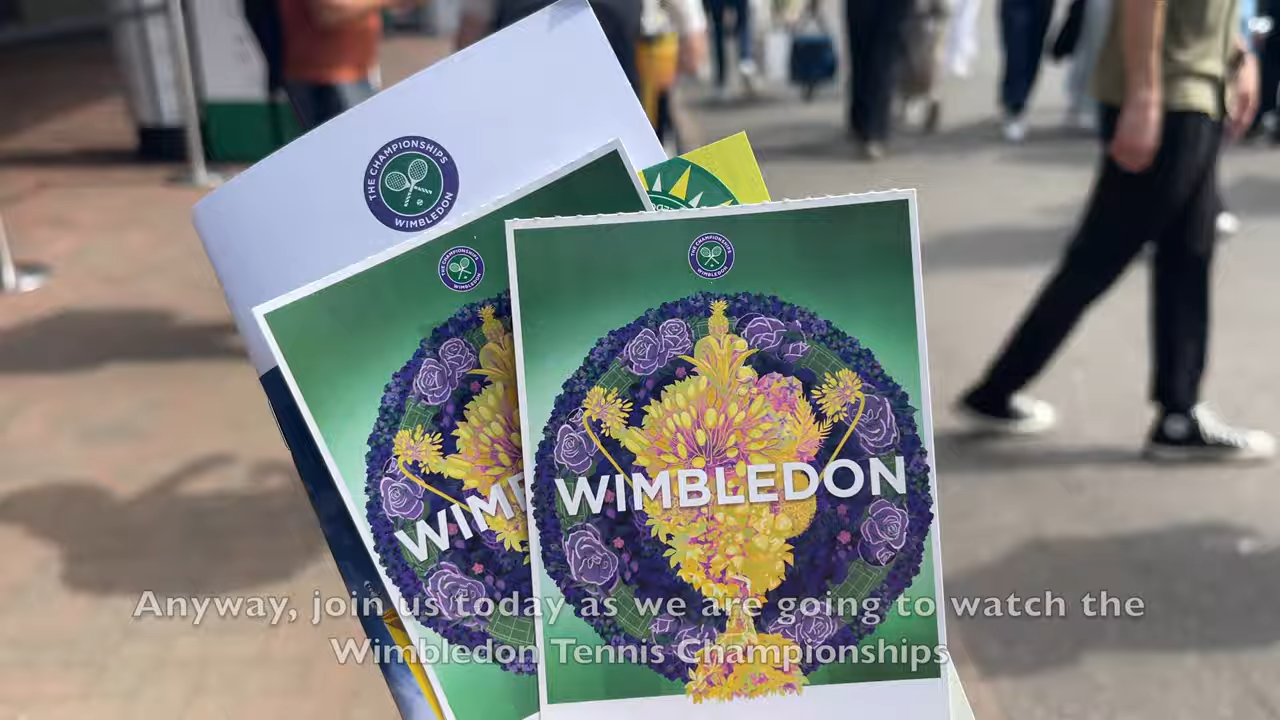 THE CHAMPIONSHIPS
WIMBLEDON
THE CHAMPIONSHIPS
WIMBLEDON
THE CHAMPIONSHIPS
WIMBLEDON
WIMBLEDON
Anyway, join us today as we are going to watch the
Wimbledon Tennis Championships